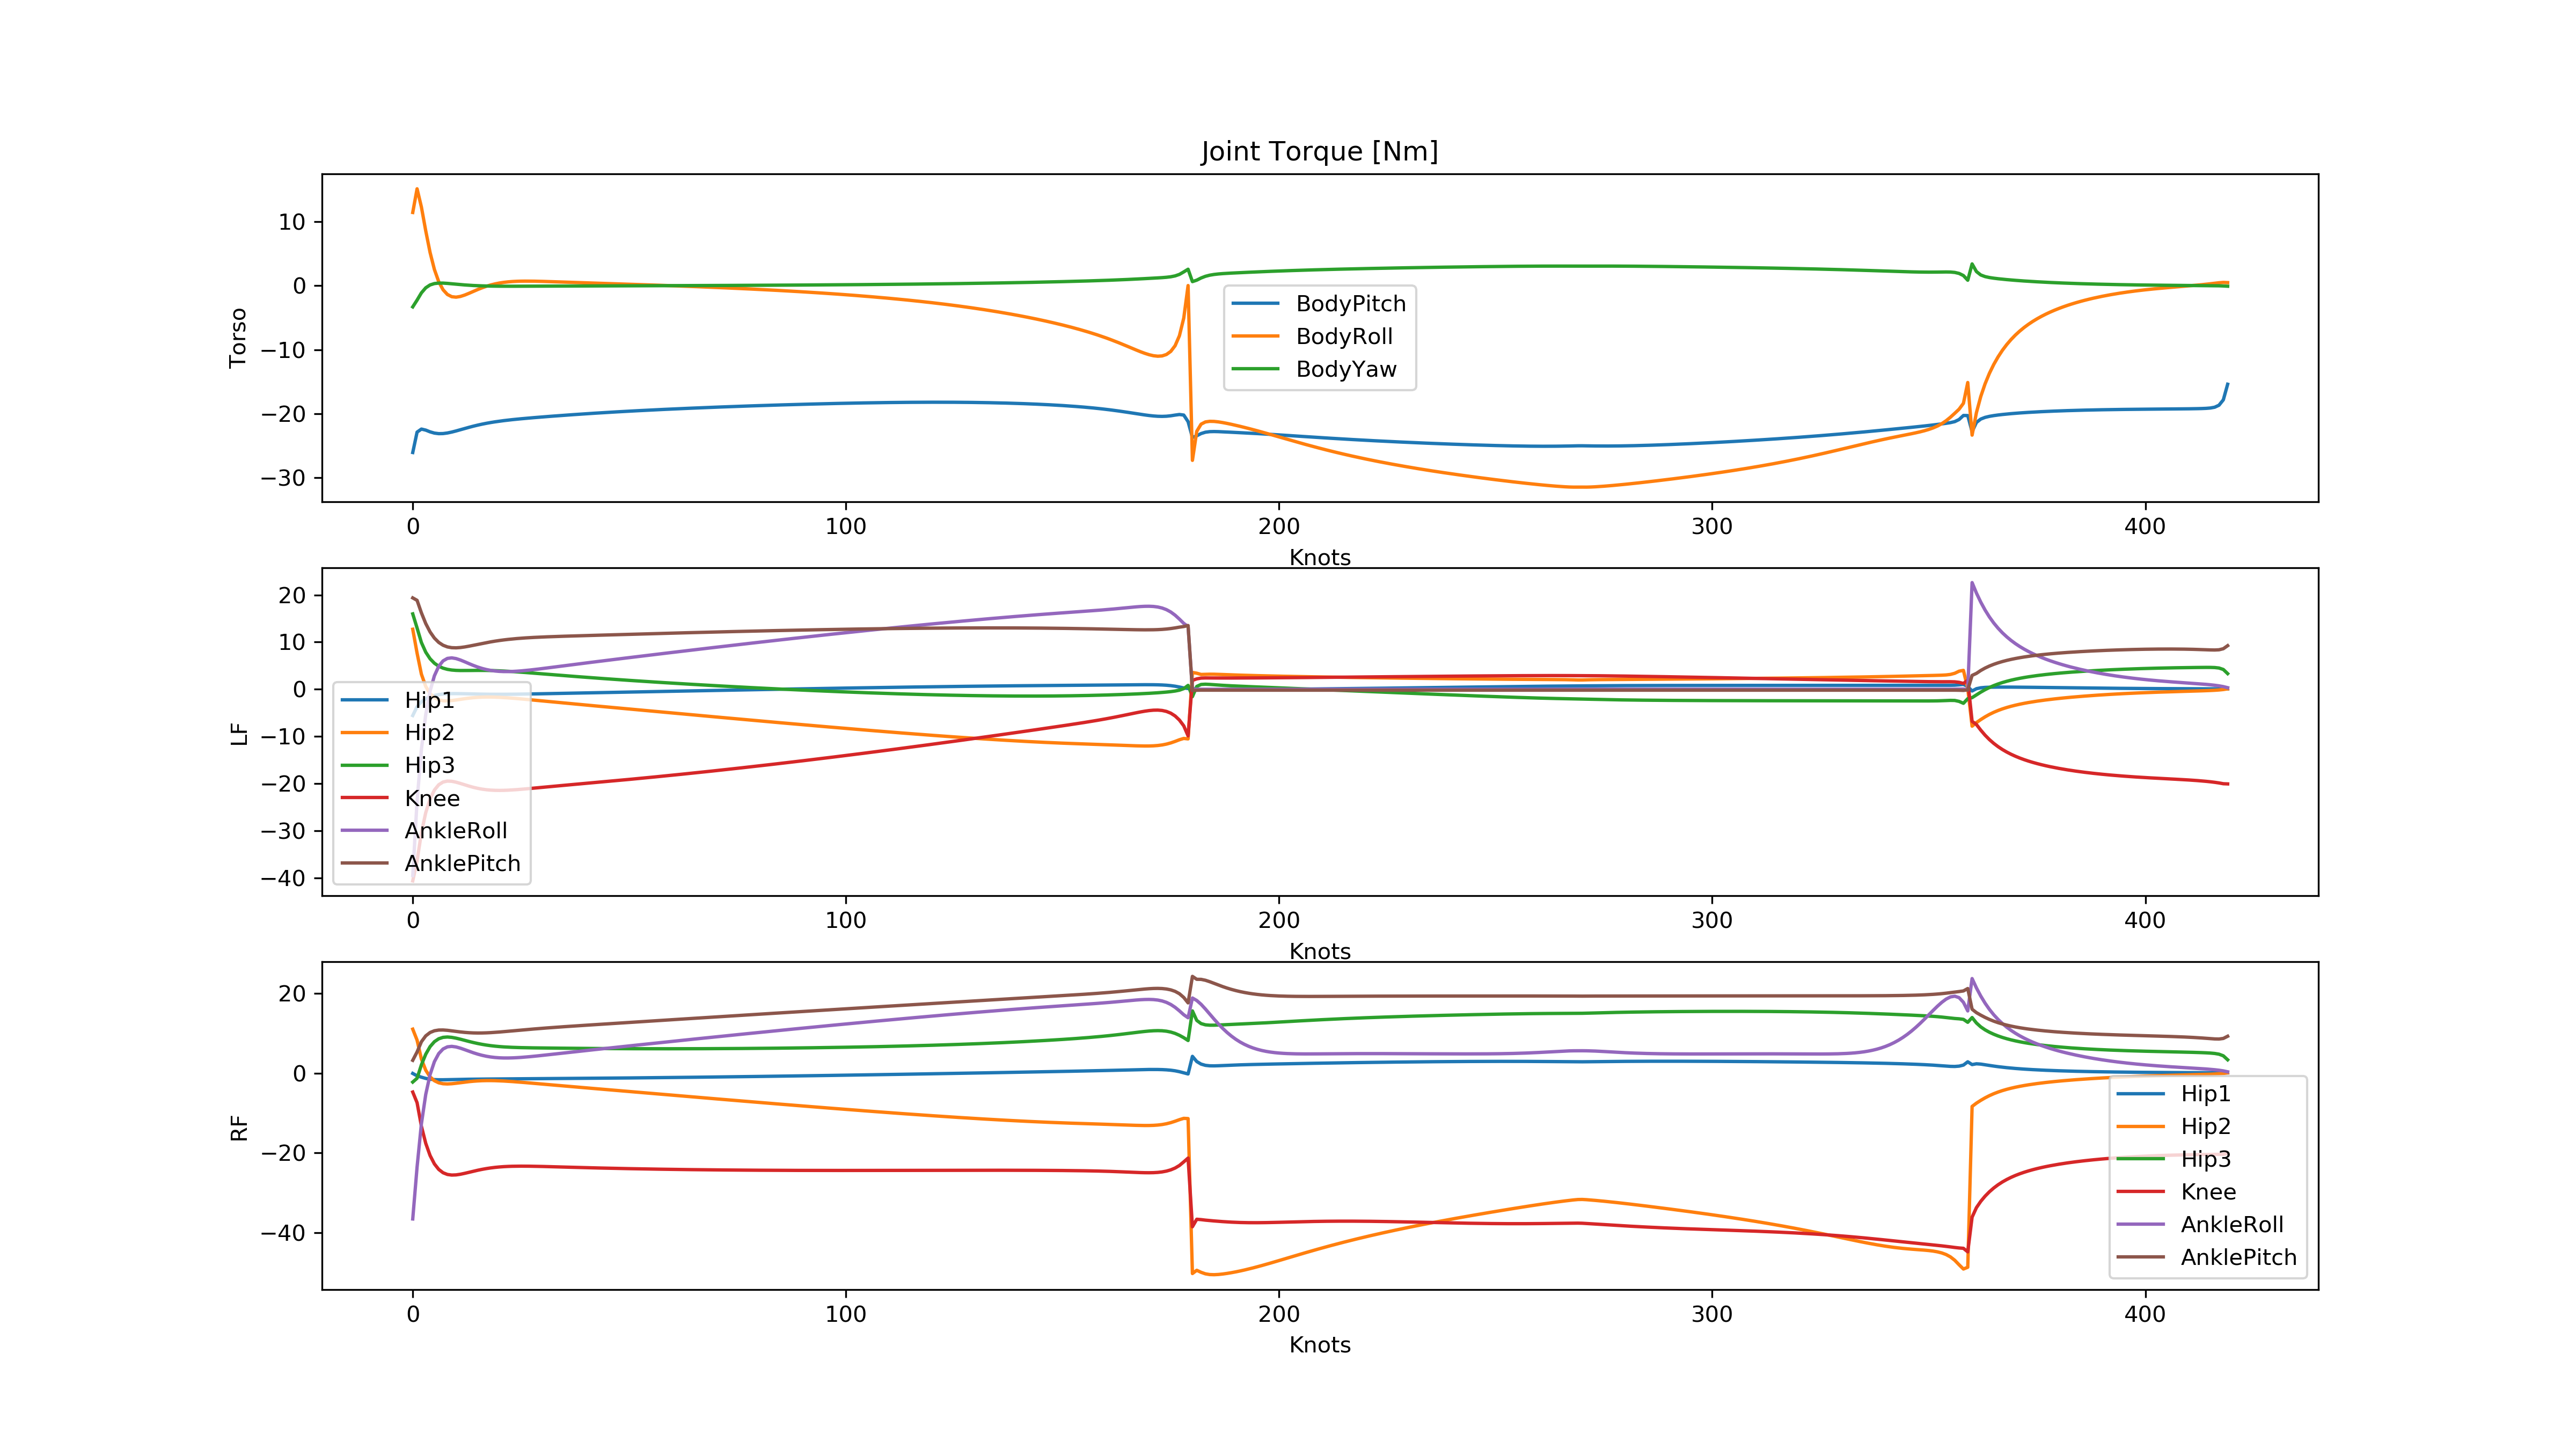 Joint Torque [Nm]
10
0
−10
−20
−30
Torso
BodyPitch
BodyRoll
BodyYaw
0 100 200 300 400
Knots
20
10
0
−10
−20
−30
−40
LF
Hip1
Hip2
Hip3
Knee
AnkleRoll
AnklePitch
0 100 200 300 400
Knots
20
0
−20
−40
RF
Hip1
Hip2
Hip3
Knee
AnkleRoll
AnklePitch
0 100 200 300 400
Knots